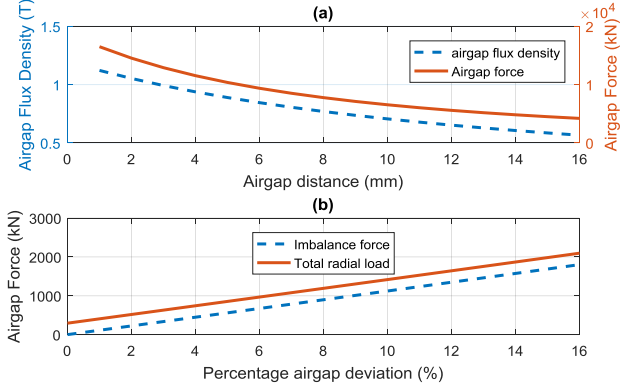 (a)
×10⁴
Airgap Flux Density (T)
1.5
1
0.5
Airgap Force (kN)
2
1
0
airgap flux density
Airgap force
0 2 4 6 8 10 12 14 16
Airgap distance (mm)
(b)
Airgap Force (kN)
3000
2000
1000
0
Imbalance force
Total radial load
0 2 4 6 8 10 12 14 16
Percentage airgap deviation (%)